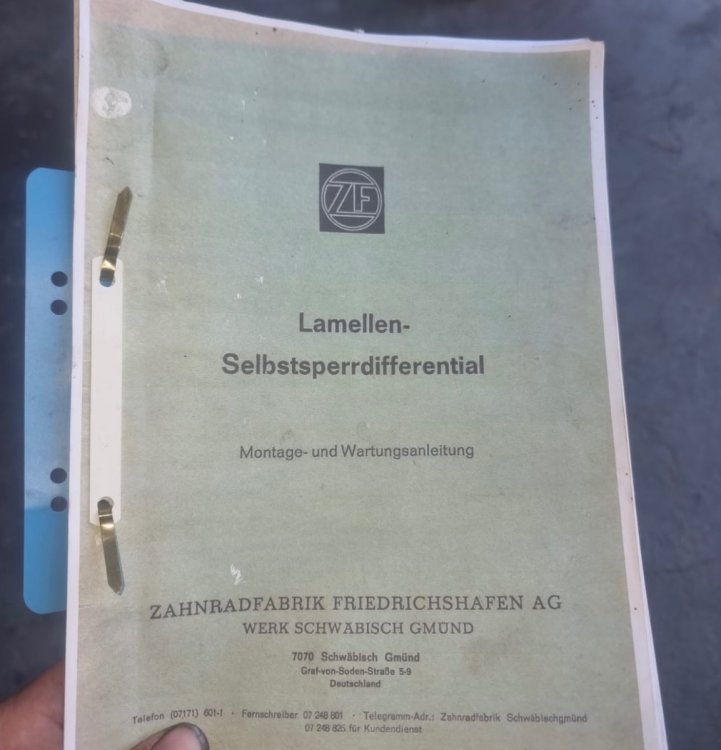 ZF
Lamellen-
Selbstsperrdifferential
Montage- und Wartungsanleitung
ZAHNRADFABRIK FRIEDRICHSHAFEN AG
WERK SCHWÄBISCH GMÜND
7070 Schwäbisch Gmünd
Graf-von-Soden-Straße 5-9
Deutschland
Telefon (07171) 601-1 · Fernschreiber 07 248 801 · Telegramm-Adr.: Zahnradfabrik Schwäbischgmünd
07 248 825 für Kundendienst